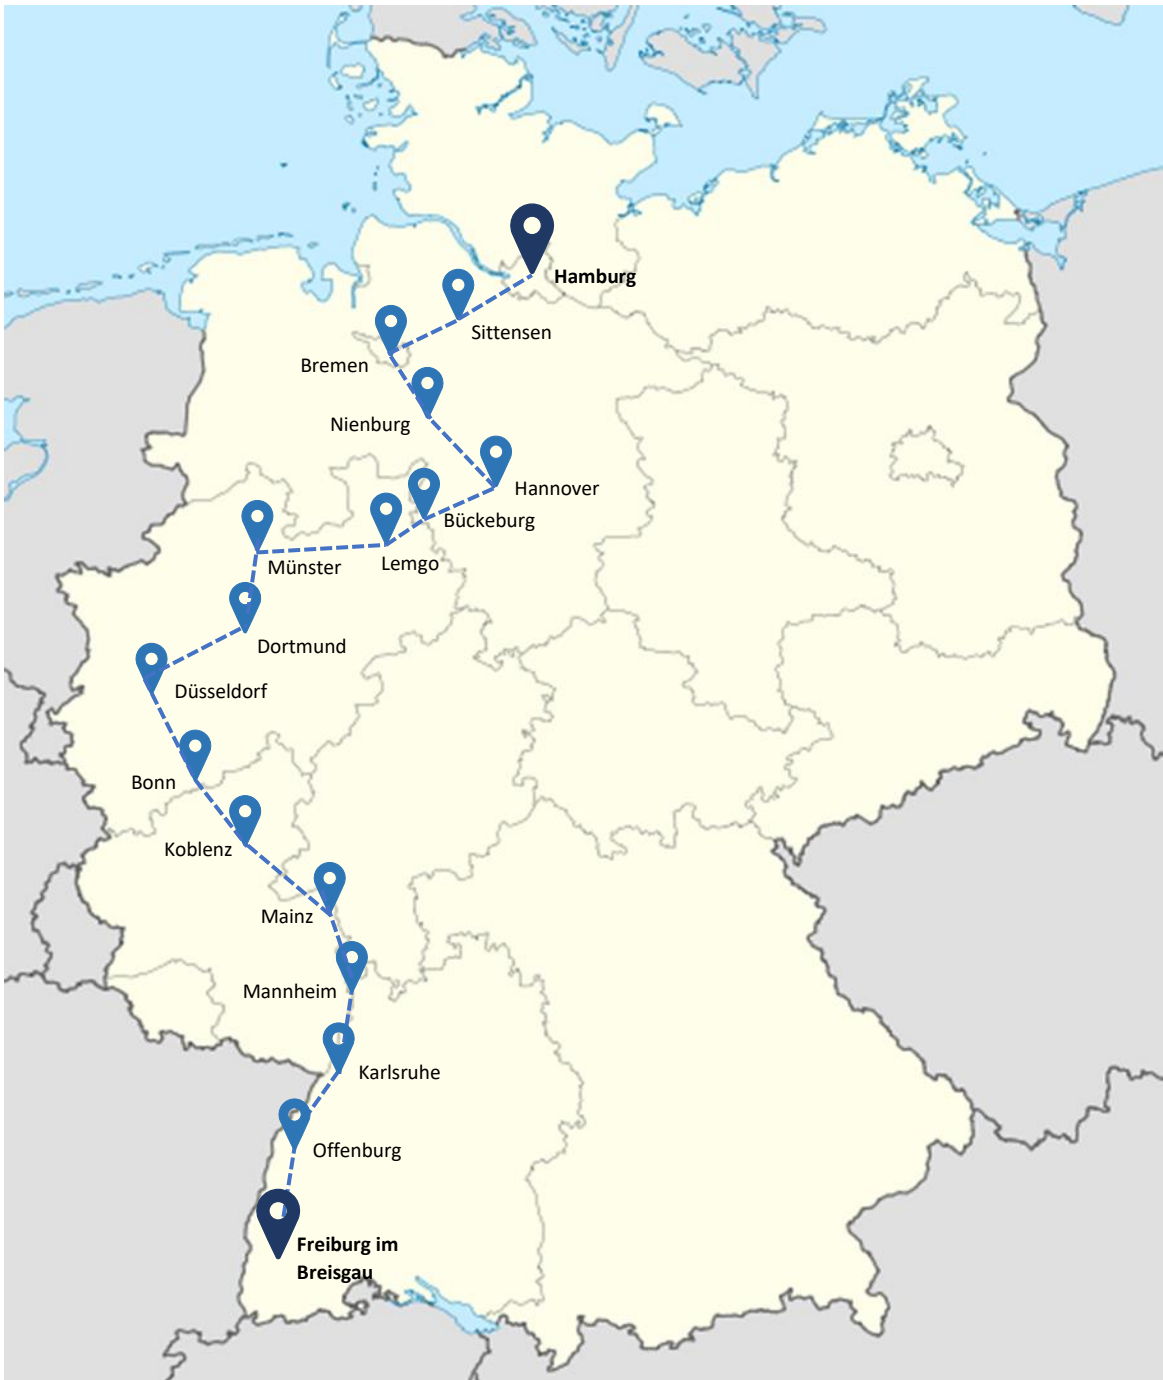 Hamburg
Sittensen
Bremen
Nienburg
Hannover
Bückeburg
Lemgo
Münster
Dortmund
Düsseldorf
Bonn
Koblenz
Mainz
Mannheim
Karlsruhe
Offenburg
Freiburg im
Breisgau